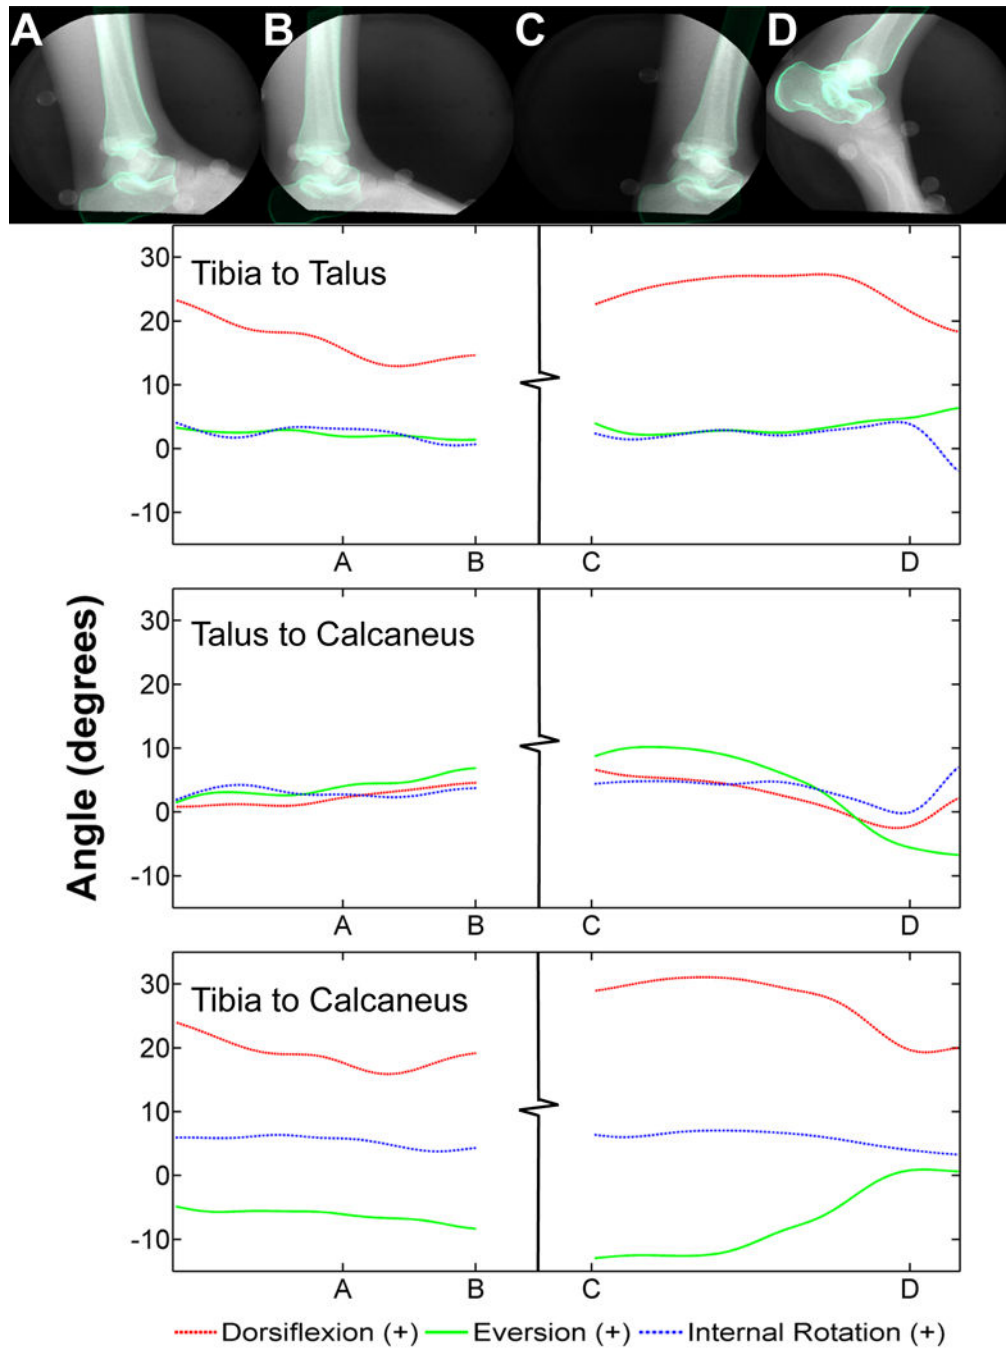 A B C D
30
Tibia to Talus
20
10
0
-10
A B C D
Angle (degrees)
30
Talus to Calcaneus
20
10
0
-10
A B C D
30
Tibia to Calcaneus
20
10
0
-10
A B C D
Dorsiflexion (+) Eversion (+) Internal Rotation (+)